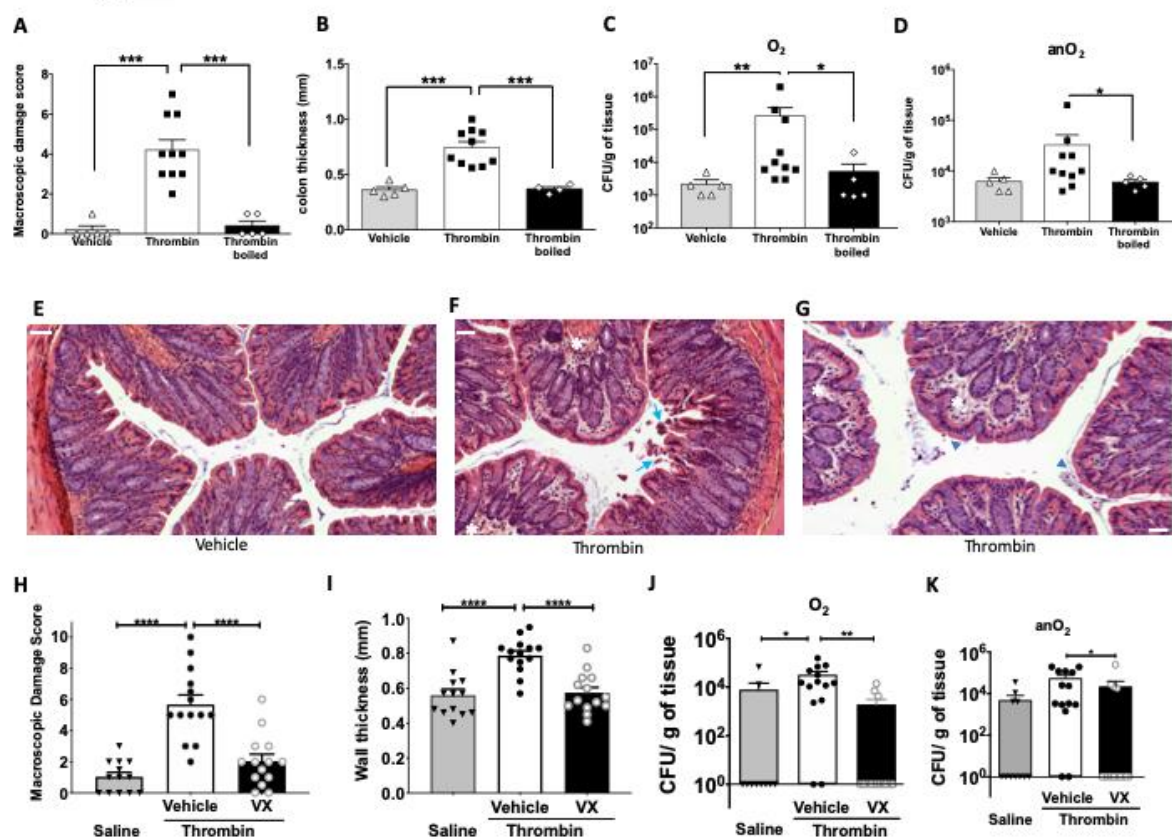 A
Macroscopic damage score
8
6
4
2
0
***
***
Vehicle
Thrombin
Thrombin
boiled
B
colon thickness (mm)
1.5
1.0
0.5
0.0
***
***
Vehicle
Thrombin
Thrombin
boiled
C
O2
CFU/g of tissue
10^7
10^6
10^5
10^4
10^3
10^2
**
*
Vehicle
Thrombin
Thrombin
boiled
D
anO2
CFU/g of tissue
10^6
10^5
10^4
10^3
*
Vehicle
Thrombin
Thrombin
boiled
E
Vehicle
F
Thrombin
G
Thrombin
H
Macroscopic Damage Score
10
8
6
4
2
0
****
****
Vehicle
VX
Saline
Thrombin
I
Wall thickness (mm)
1.0
0.8
0.6
0.4
0.2
0.0
****
****
Vehicle
VX
Saline
Thrombin
J
O2
CFU/ g of tissue
10^6
10^4
10^2
10^0
*
**
Vehicle
VX
Saline
Thrombin
K
anO2
CFU/ g of tissue
10^6
10^5
10^4
10^3
10^2
10^1
10^0
*
Vehicle
VX
Saline
Thrombin